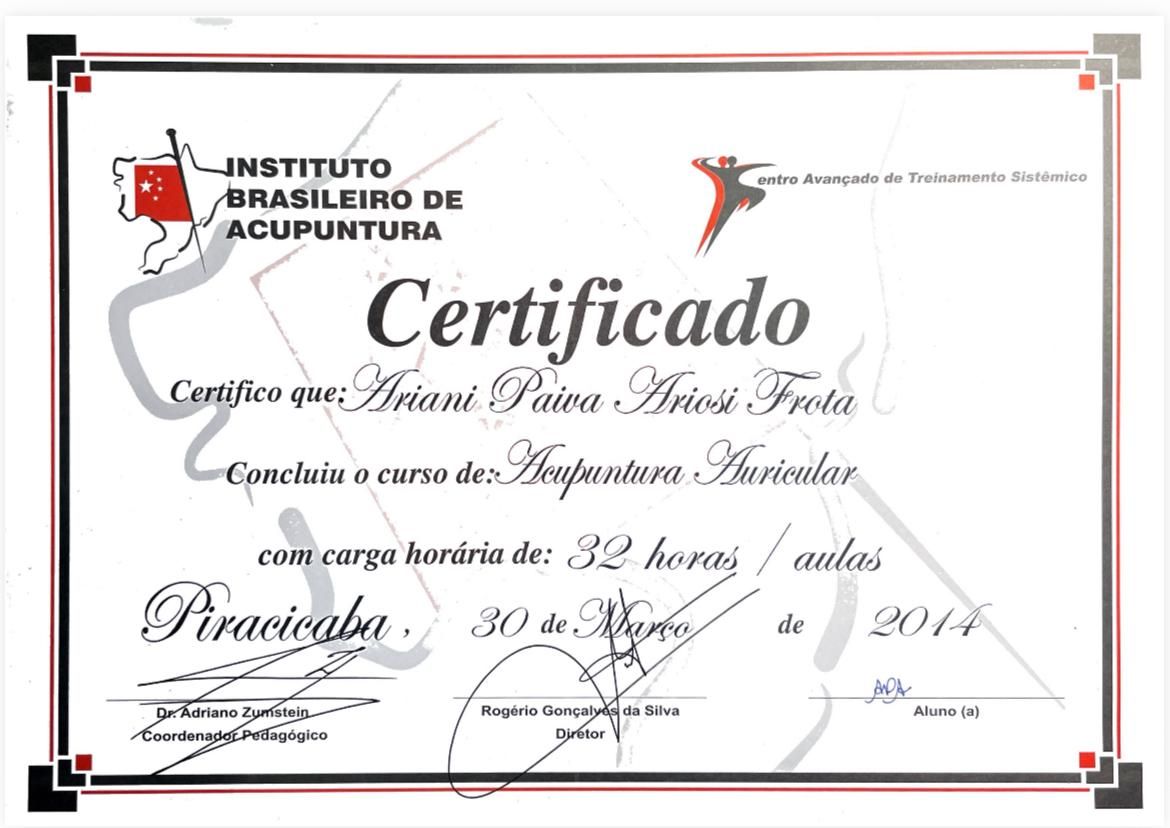 INSTITUTO
BRASILEIRO DE
ACUPUNTURA
entro Avançado de Treinamento Sistêmico
Certificado
Certifico que: Ariani Paiva Ariosi Frota
Concluiu o curso de: Acupuntura Auricular
com carga horária de: 32 horas / aulas
Piracicaba, 30 de Março de 2014
Dr. Adriano Zumstein
Coordenador Pedagógico
Rogério Gonçalves da Silva
Diretor
Aluno (a)